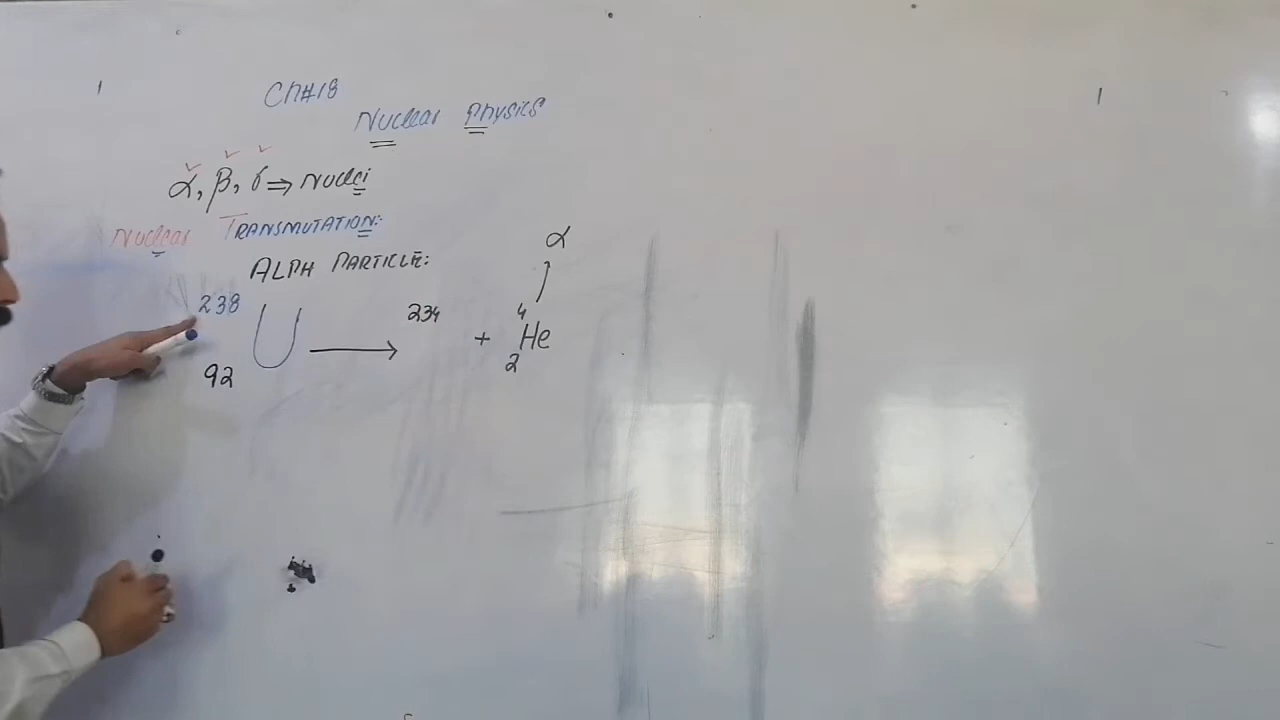 CH#18
Nuclear Physics
α, β, γ ⇒ Nuclei
Nuclear TRANSMUTATION:
ALPH PARTICLE:
α
238 234 4
U → + He
92 2